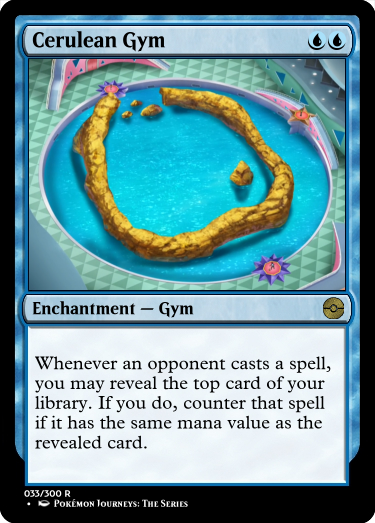 Cerulean Gym
Enchantment — Gym
Whenever an opponent casts a spell,
you may reveal the top card of your
library. If you do, counter that spell
if it has the same mana value as the
revealed card.
033/300 R
• Pokémon Journeys: The Series